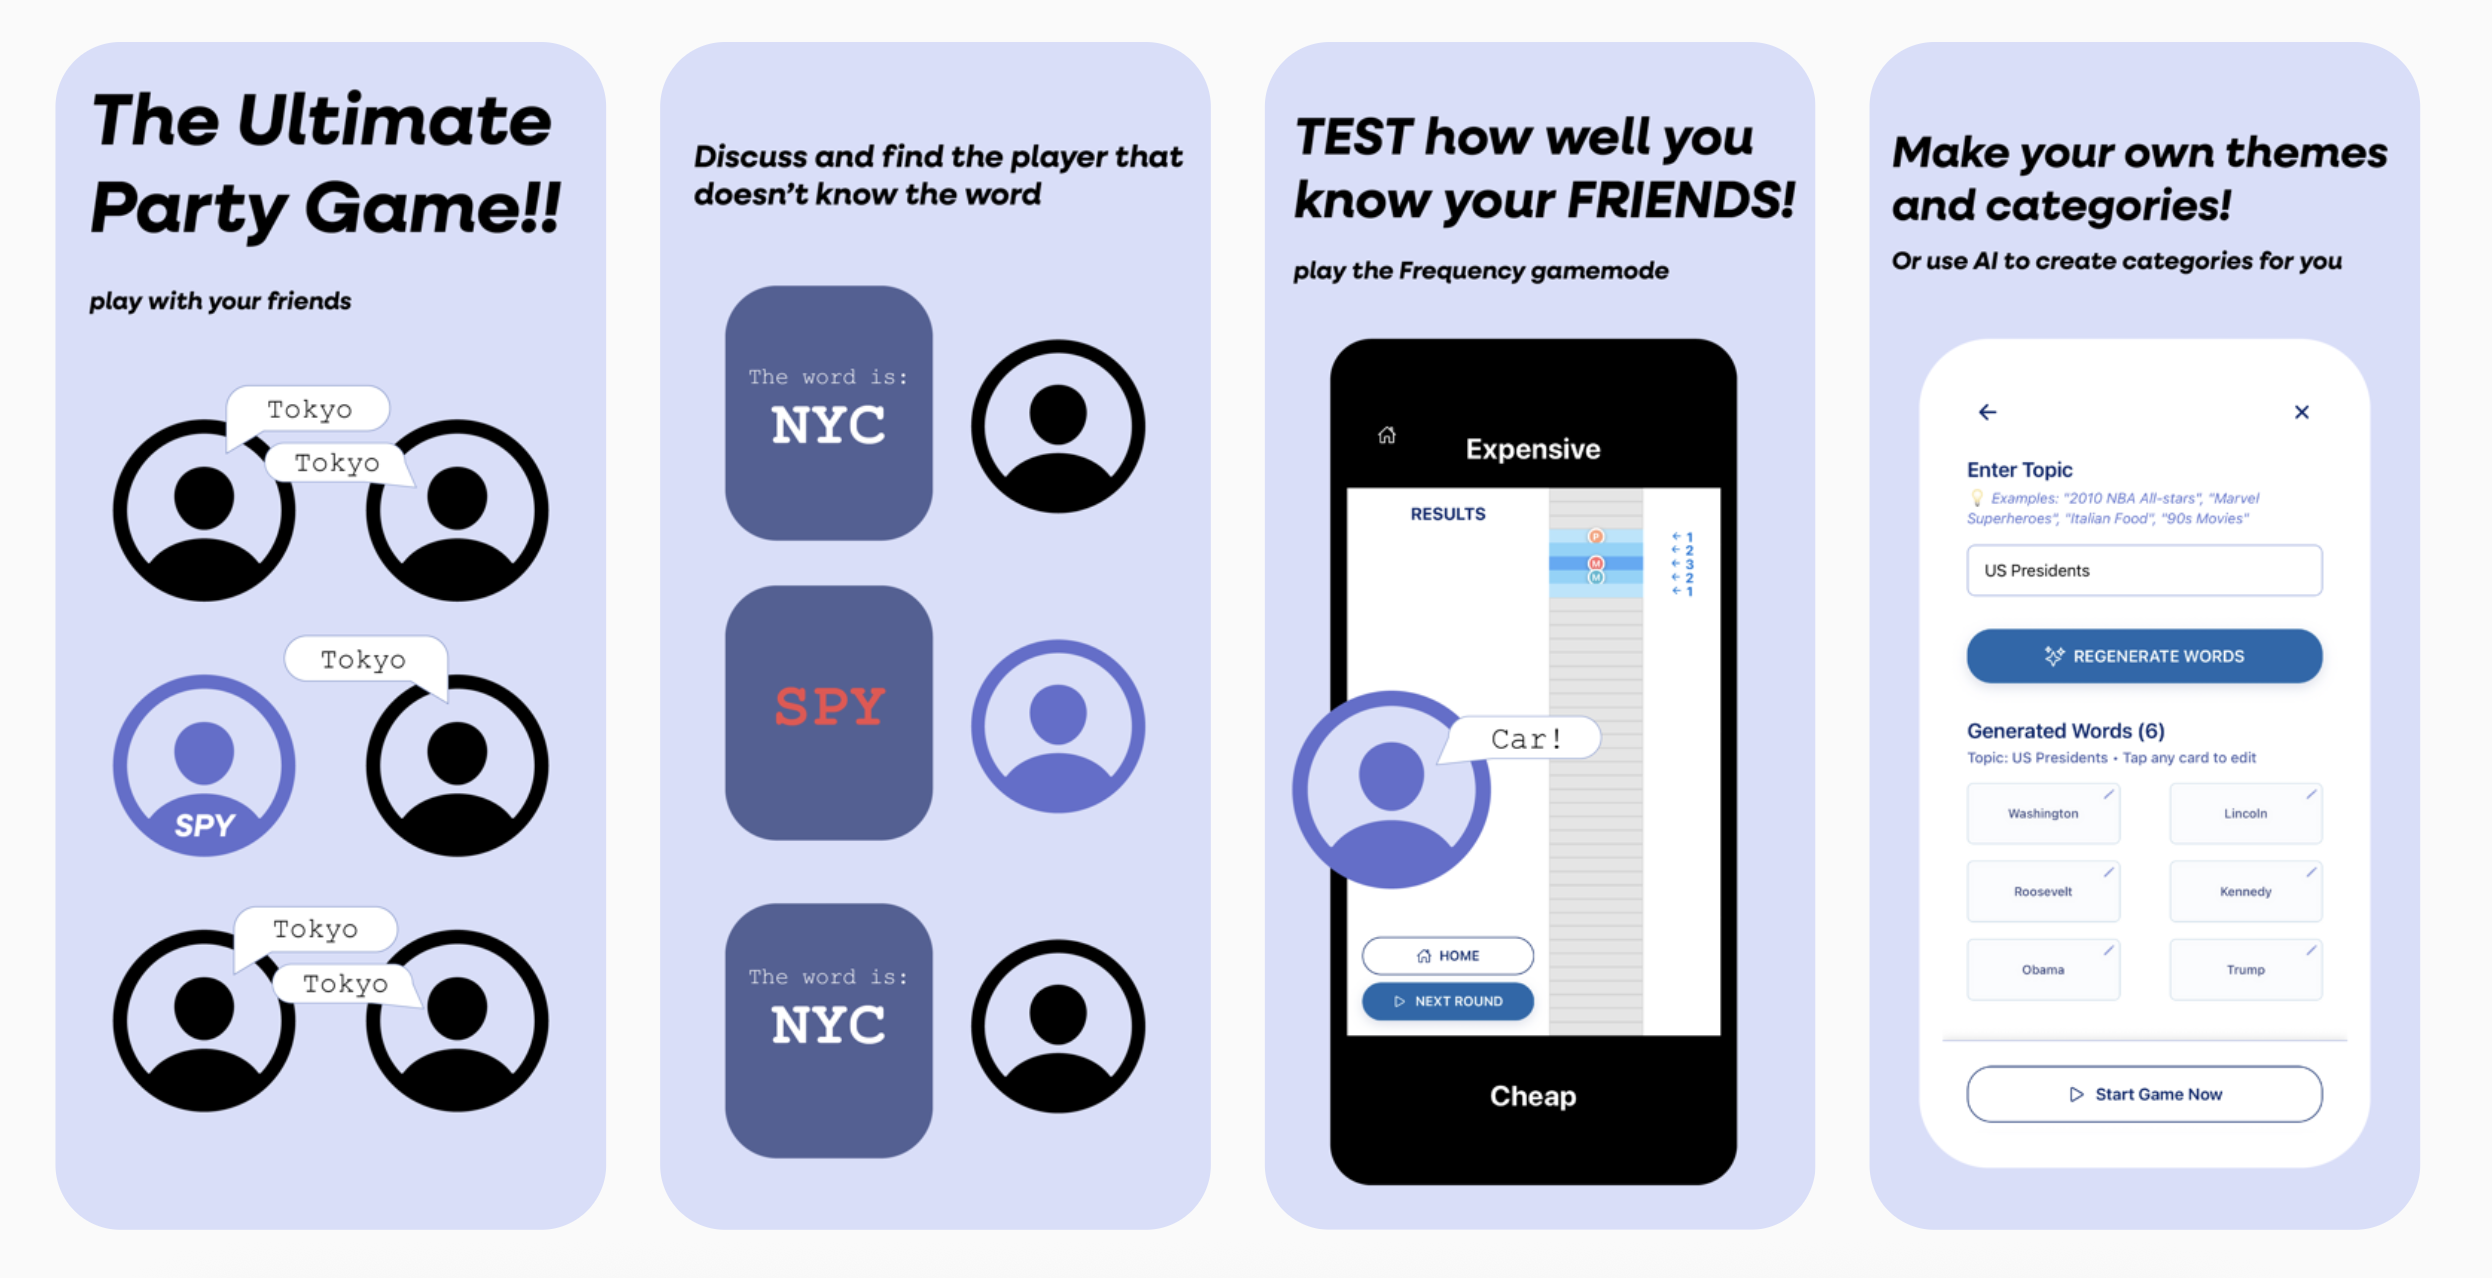 The Ultimate
Party Game!!
play with your friends
Tokyo
Tokyo
Tokyo
SPY
Tokyo
Tokyo
Discuss and find the player that
doesn't know the word
The word is:
NYC
SPY
The word is:
NYC
TEST how well you
know your FRIENDS!
play the Frequency gamemode
Expensive
RESULTS
P
M
M
← 1
← 2
← 3
← 2
← 1
Car!
HOME
NEXT ROUND
Cheap
Make your own themes
and categories!
Or use AI to create categories for you
Enter Topic
💡 Examples: "2010 NBA All-stars", "Marvel
Superheroes", "Italian Food", "90s Movies"
US Presidents
REGENERATE WORDS
Generated Words (6)
Topic: US Presidents • Tap any card to edit
Washington
Lincoln
Roosevelt
Kennedy
Obama
Trump
Start Game Now